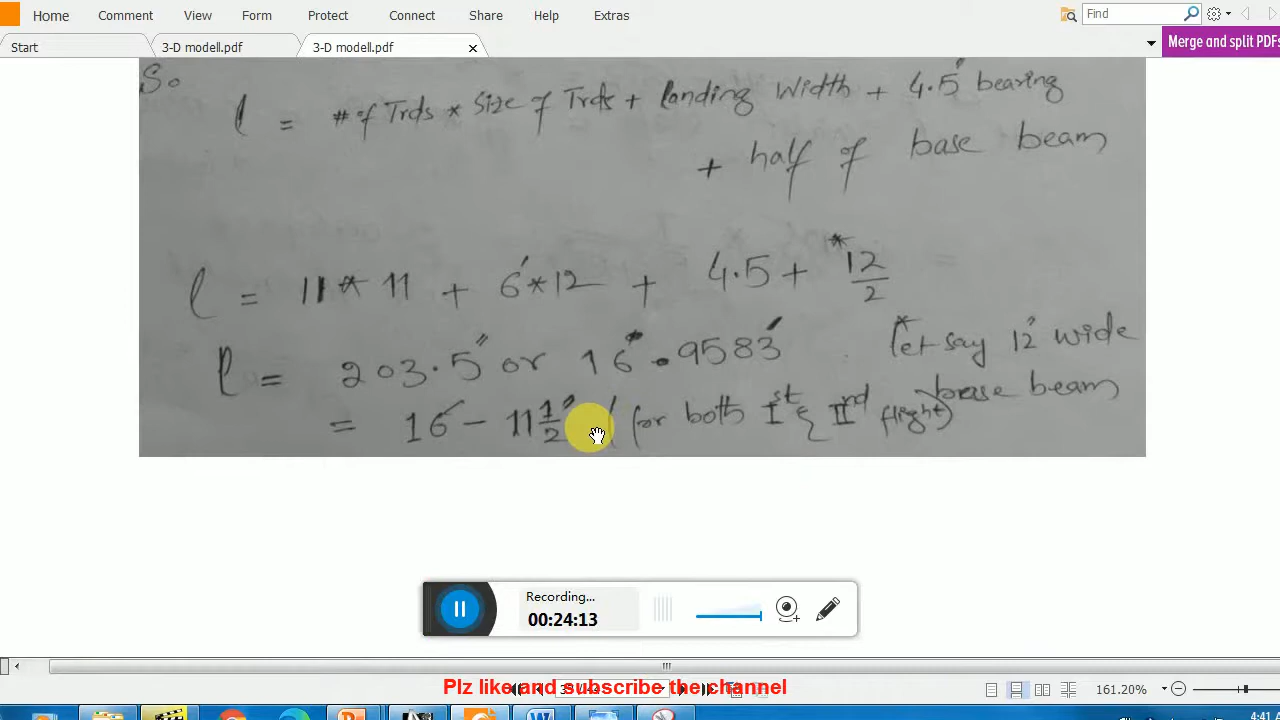 Home Comment View Form Protect Connect Share Help Extras Find
Start 3-D modell.pdf 3-D modell.pdf Merge and split PDFs
So
l = # of Trds * Size of Trds + landing Width + 4.5" bearing
+ half of base beam
l = 11 * 11 + 6' * 12 + 4.5 + *12/2
l = 203.5" or 16.9583' *let say 12" wide base beam
= 16' - 11 1/2" (for both Ist & IInd flight)
Recording...
00:24:13
Plz like and subscribe the channel
161.20%